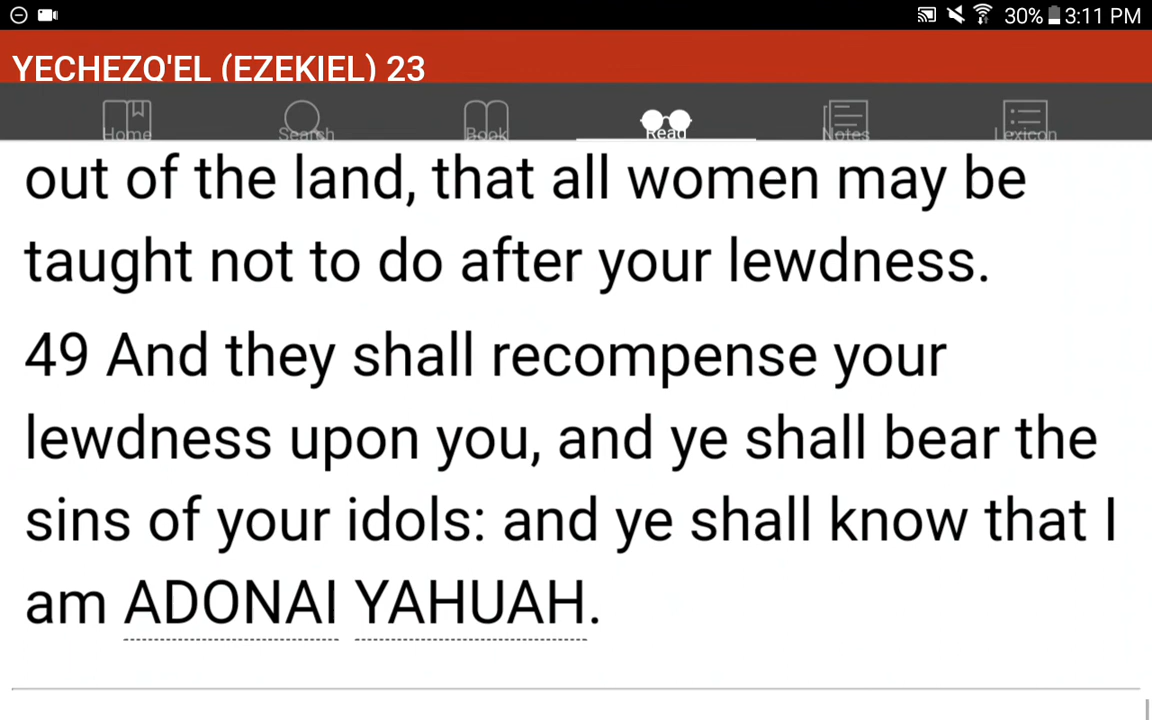 30% 3:11 PM
YECHEZQ'EL (EZEKIEL) 23
Home Search Book Read Notes Lexicon
out of the land, that all women may be
taught not to do after your lewdness.
49 And they shall recompense your
lewdness upon you, and ye shall bear the
sins of your idols: and ye shall know that I
am ADONAI YAHUAH.